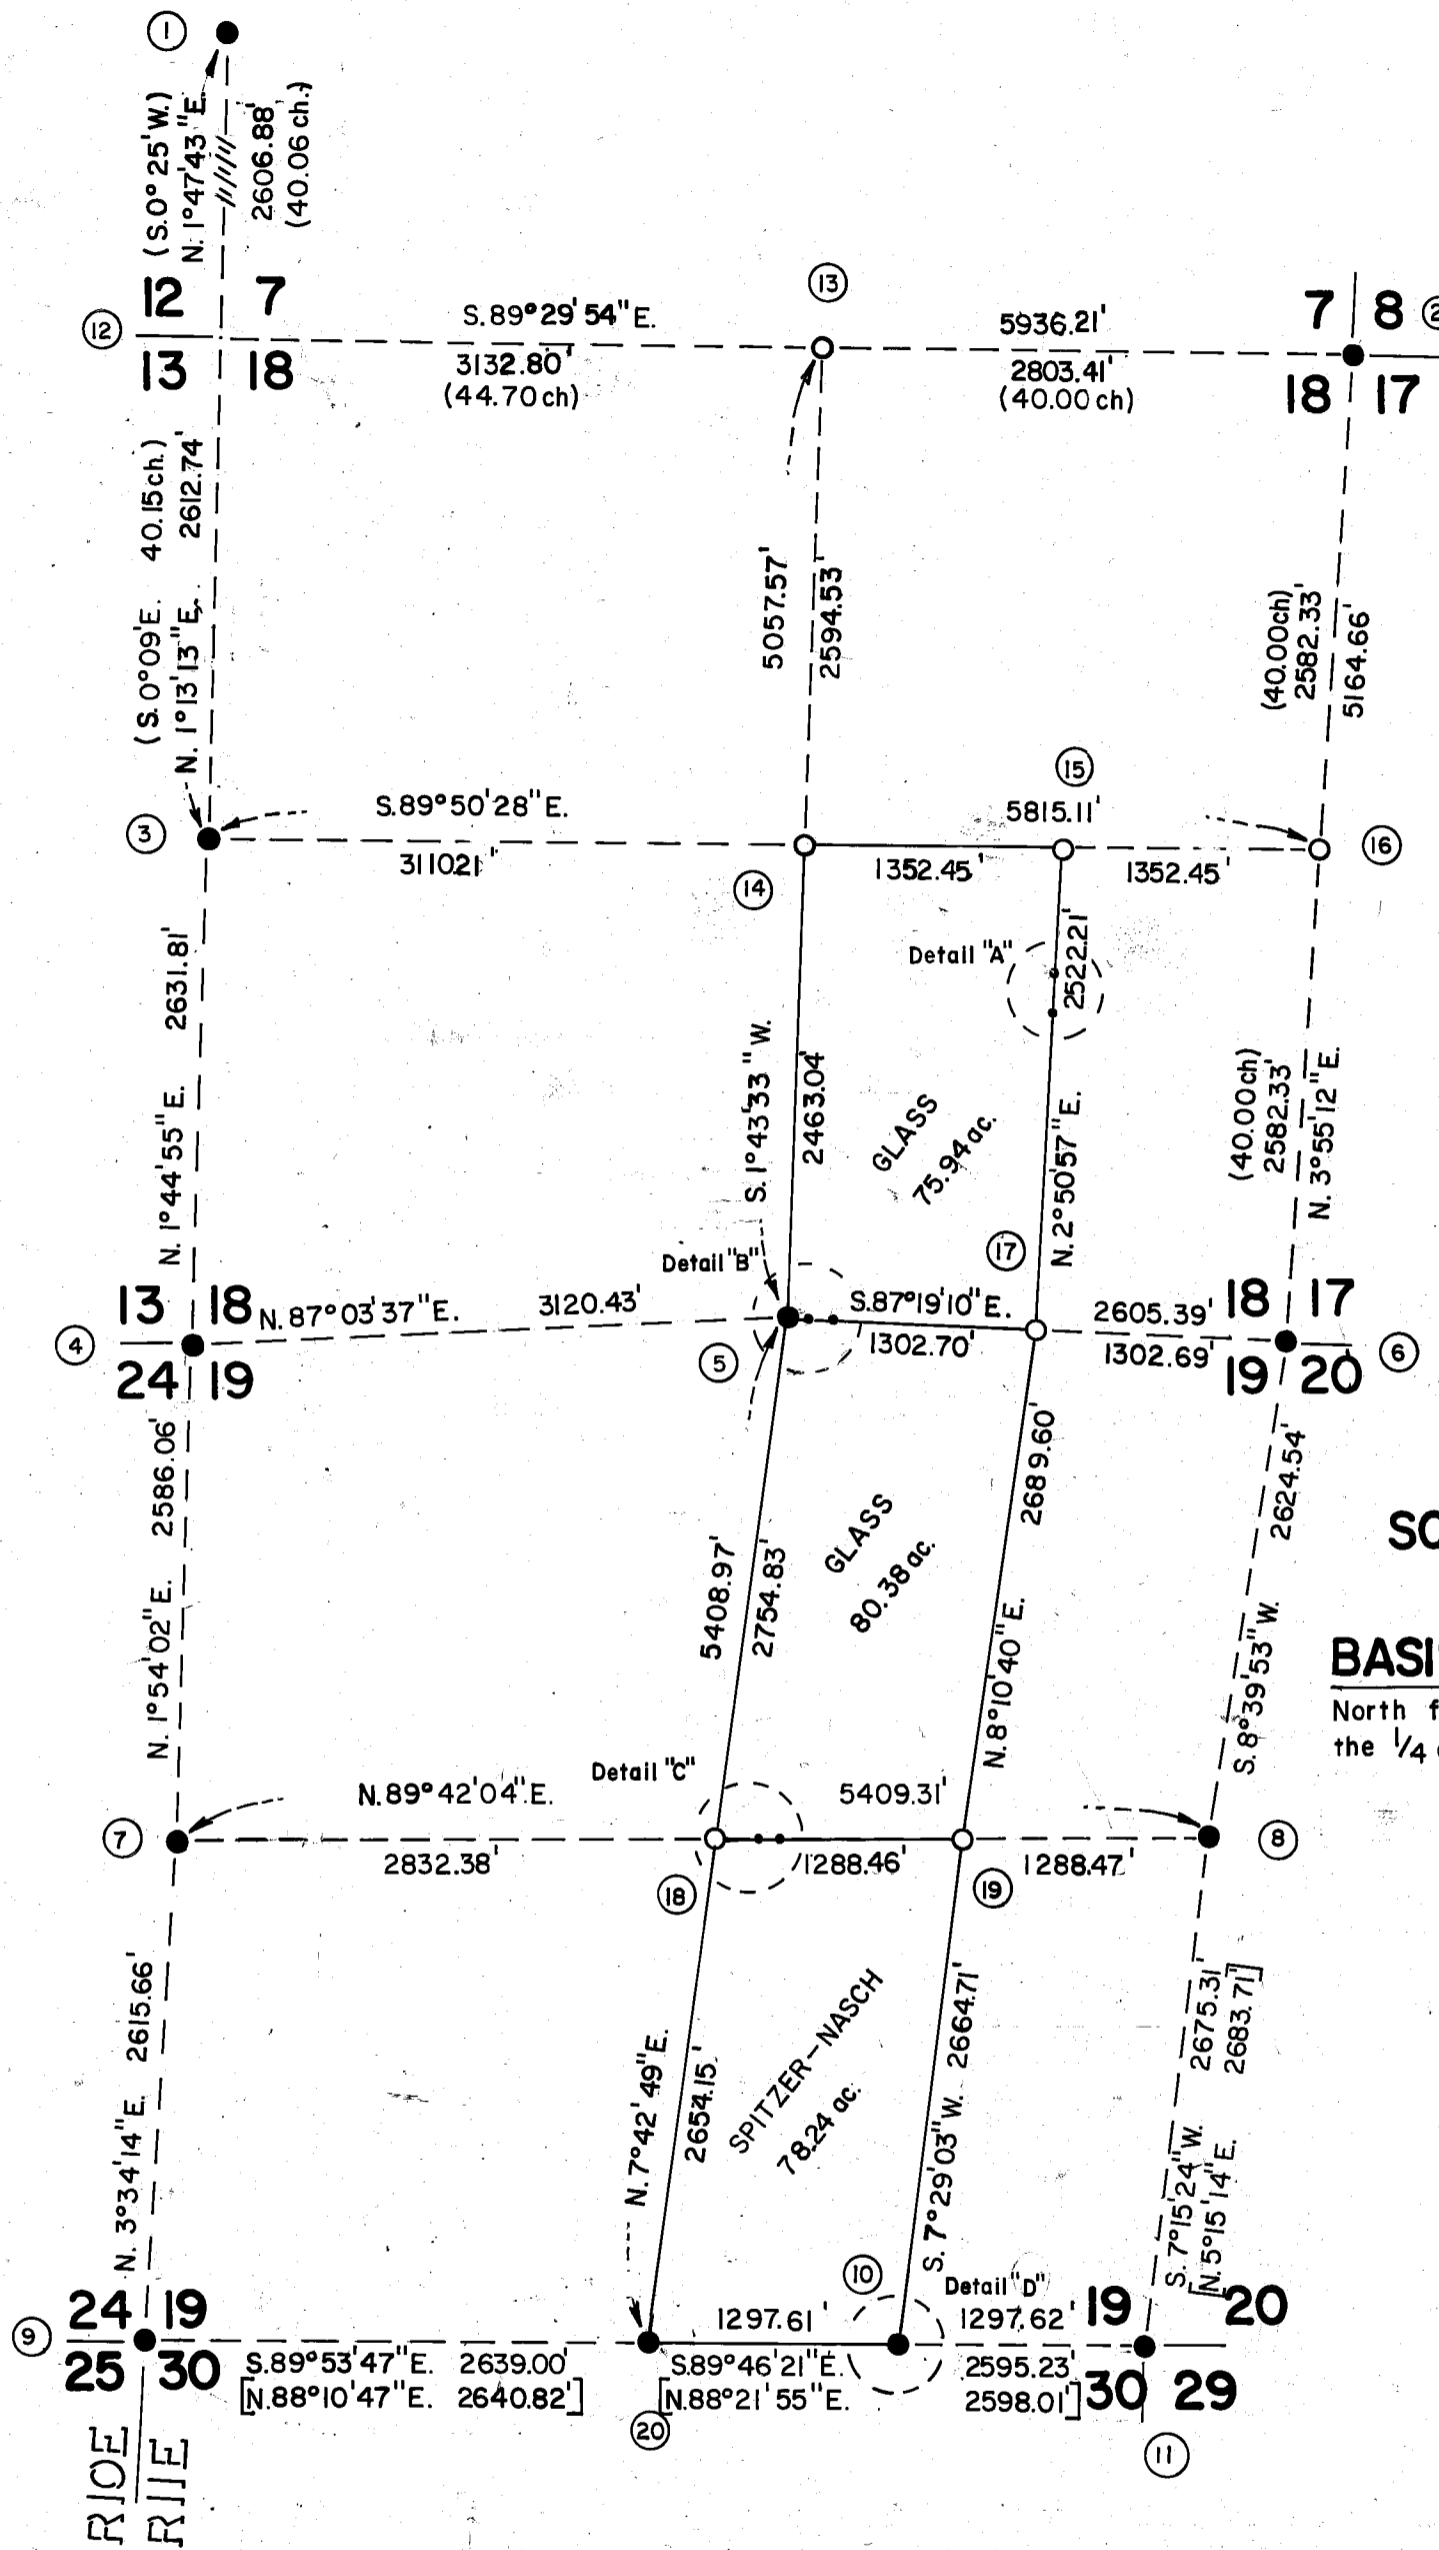 1
(S.0°25'W.)
N.1°47'43"E.
2606.88'
(40.06 ch.)
12 7
12
13 18
S.89°29'54"E.
3132.80'
(44.70 ch)
13
5936.21'
2803.41'
(40.00 ch)
7 8
18 17
(S.0°09'E. 40.15ch.)
N.1°13'13"E. 2612.74'
5057.57'
2594.53'
(40.00ch)
2582.33'
5164.66'
3
S.89°50'28"E.
3110.21'
14
15
5815.11'
1352.45'
1352.45'
16
N.1°44'55"E. 2631.81'
S.1°43'33"W.
2463.04'
Detail "A"
2522.21'
GLASS
75.94 ac.
N.2°50'57"E.
(40.00ch)
2582.33'
N.3°55'12"E.
17
Detail "B"
13 18
4
24 19
N.87°03'37"E. 3120.43'
5
S.87°19'10"E.
1302.70'
2605.39'
1302.69'
18 17
19 20
6
N.1°54'02"E. 2586.06'
5408.97'
2754.83'
GLASS
80.38 ac.
2689.60'
N.8°10'40"E.
2624.54'
S.8°39'53"W.
SO
BASI
North f
the 1/4
Detail "C"
7
N.89°42'04"E.
2832.38'
5409.31'
1288.46'
1288.47'
8
18
19
N.3°34'14"E. 2615.66'
N.7°42'49"E.
2654.15'
SPITZER-NASCH
78.24 ac.
S.7°29'03"W. 2664.71'
S.7°15'24"W. 2675.31'
[N.5°15'14"E. 2683.71']
10
Detail "D"
24 19
9
25 30
S.89°53'47"E. 2639.00'
[N.88°10'47"E. 2640.82']
1297.61'
1297.62'
S.89°46'21"E. 2595.23'
[N.88°21'55"E. 2598.01']
19 20
30 29
20
11
R10E
R11E